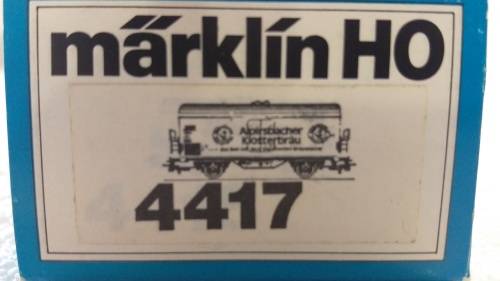 märklin HO
Alpirsbacher
Klosterbräu
4417